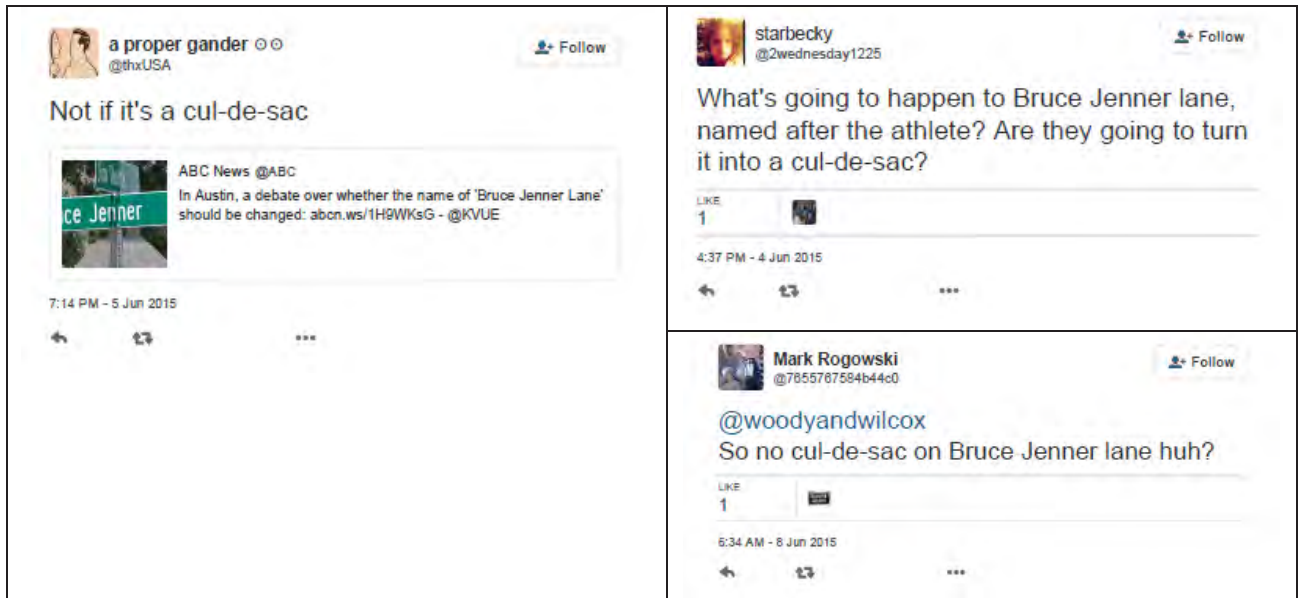 a proper gander ⊙⊙
@thxUSA
Follow
Not if it's a cul-de-sac
ce Jenner
ABC News @ABC
In Austin, a debate over whether the name of 'Bruce Jenner Lane'
should be changed: abcn.ws/1H9WKsG - @KVUE
7:14 PM - 5 Jun 2015
starbecky
@2wednesday1225
Follow
What's going to happen to Bruce Jenner lane,
named after the athlete? Are they going to turn
it into a cul-de-sac?
LIKE
1
4:37 PM - 4 Jun 2015
Mark Rogowski
@7655767584b44c0
Follow
@woodyandwilcox
So no cul-de-sac on Bruce Jenner lane huh?
LIKE
1
6:34 AM - 8 Jun 2015